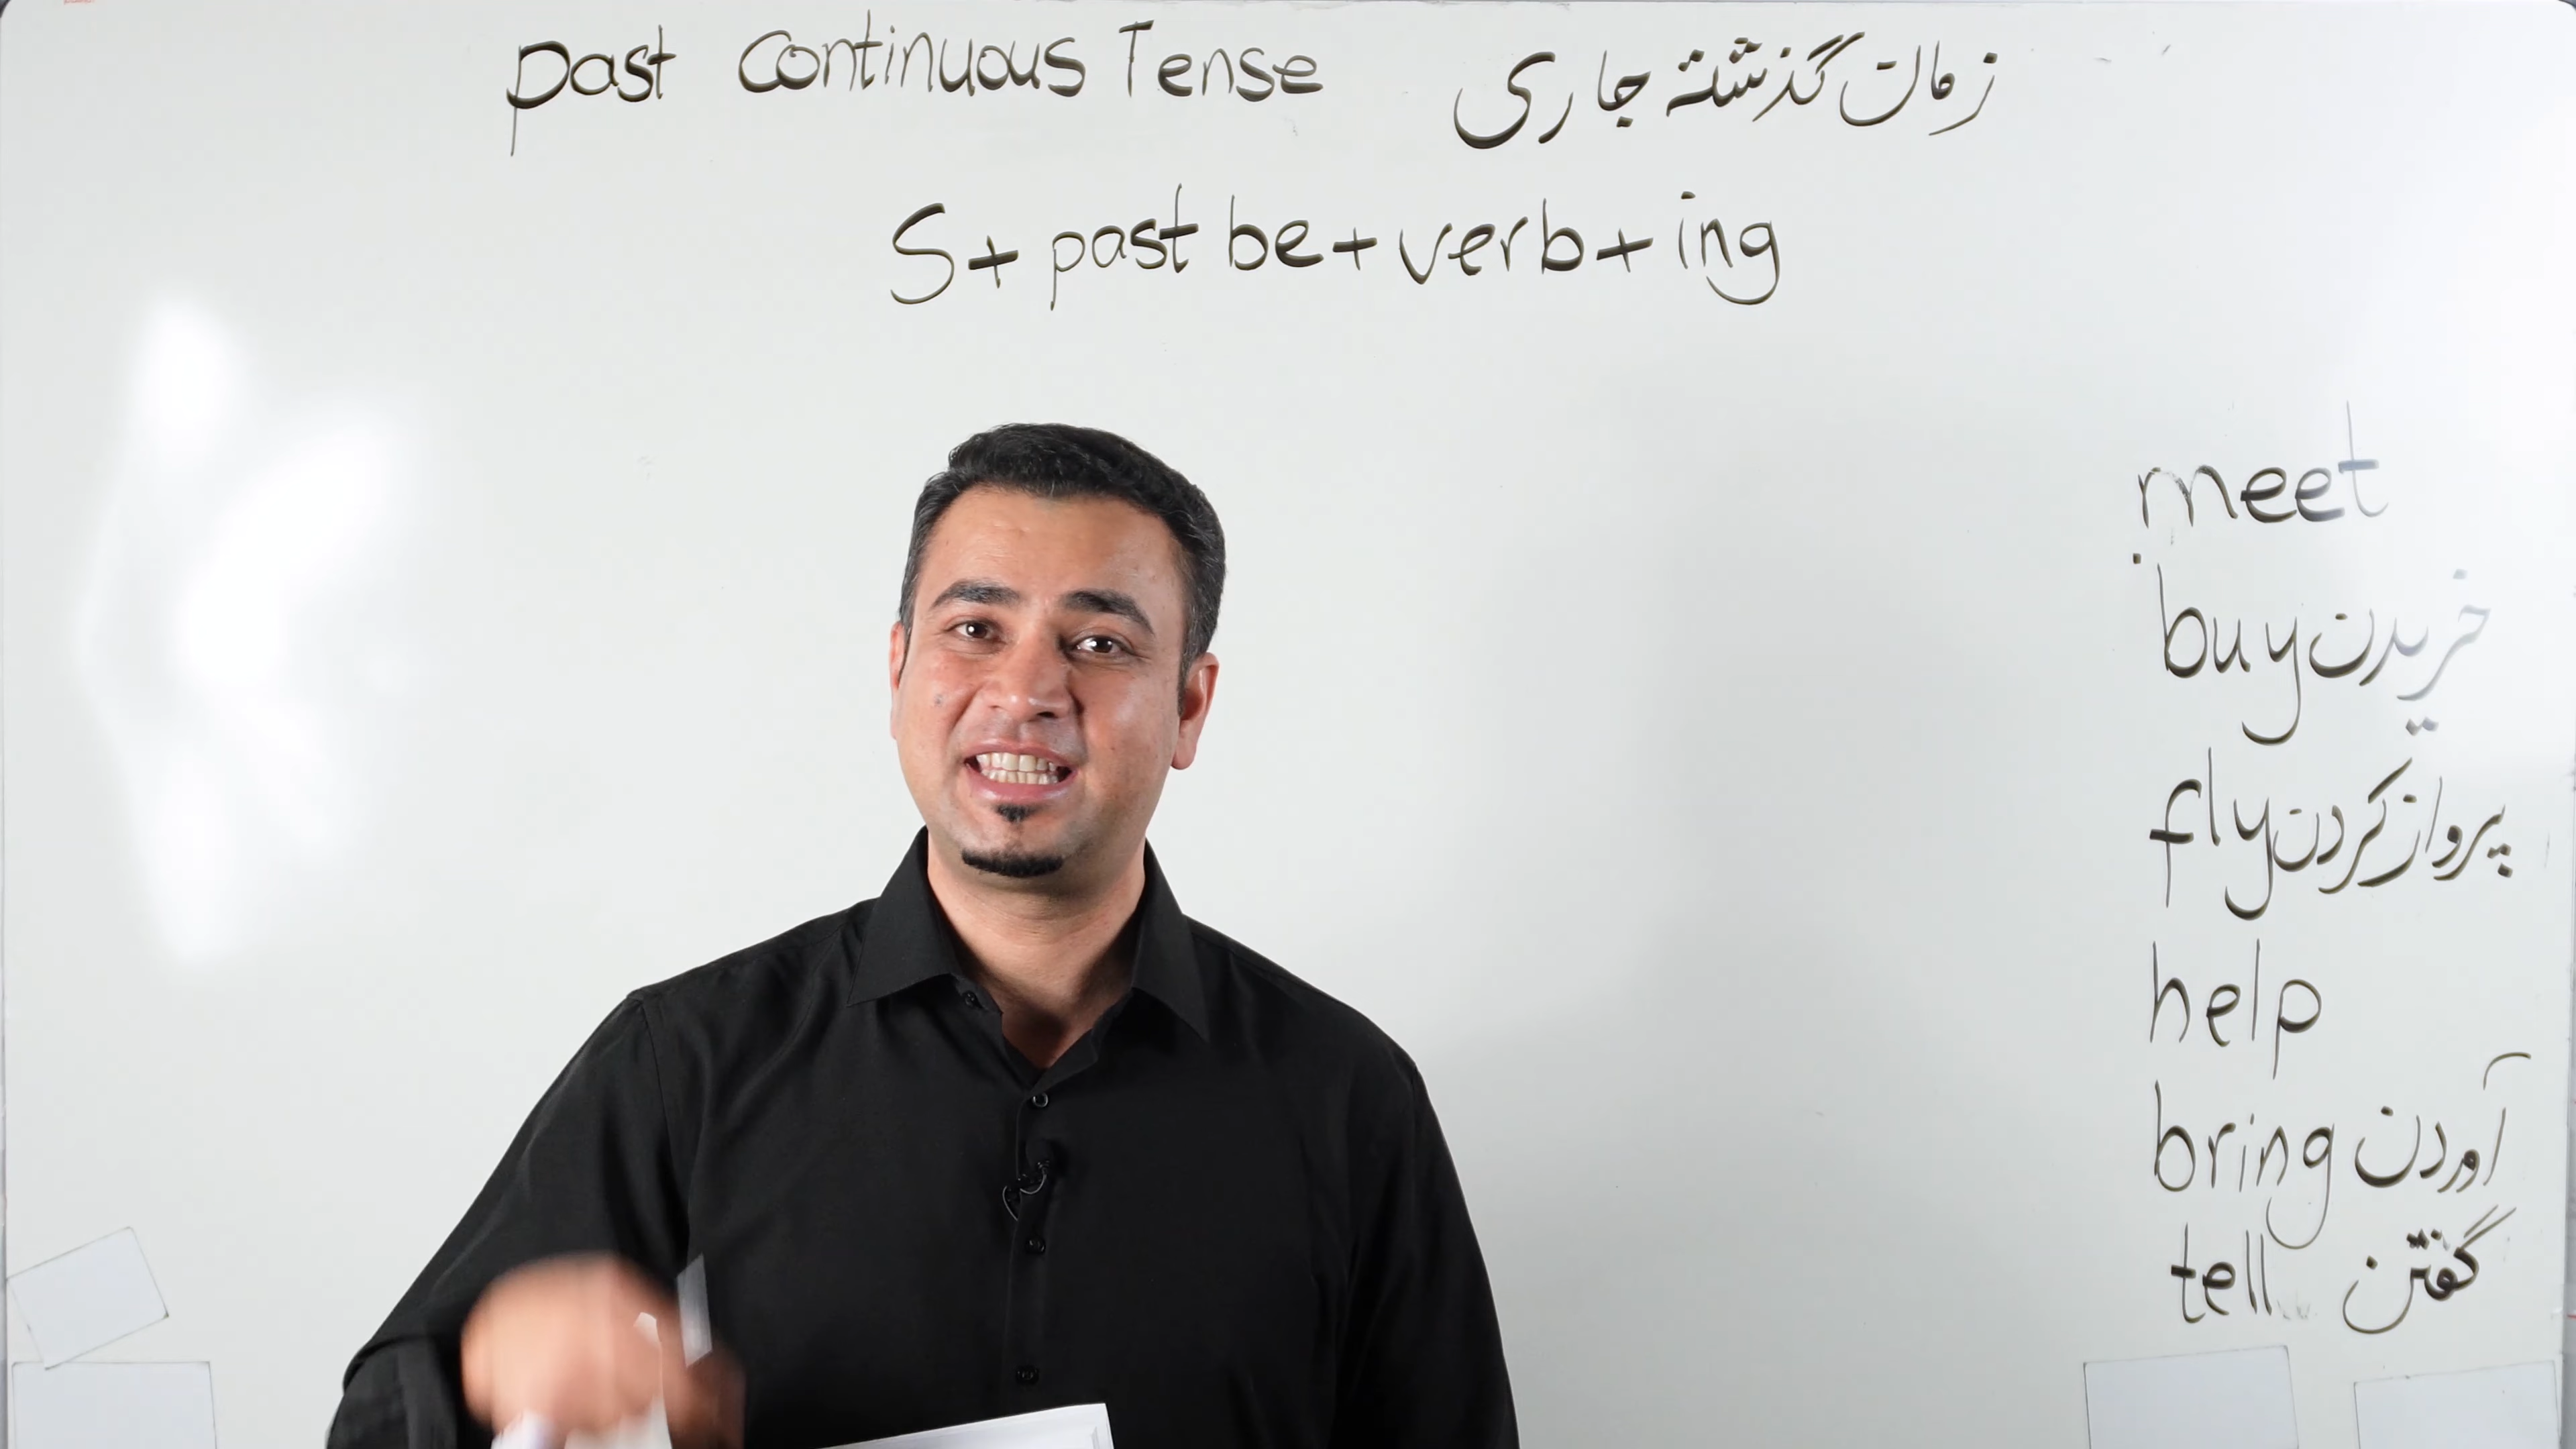 past Continuous Tense زمان گذشته جاری
S+ past be + verb + ing
meet
buy خریدن
fly پرواز کردن
help
bring آوردن
tell گفتن